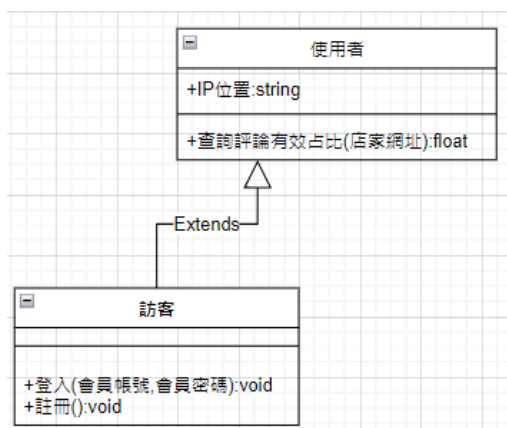 使用者
+IP位置:string
+查詢評論有效占比(店家網址):float
Extends
訪客
+登入(會員帳號,會員密碼):void
+註冊():void